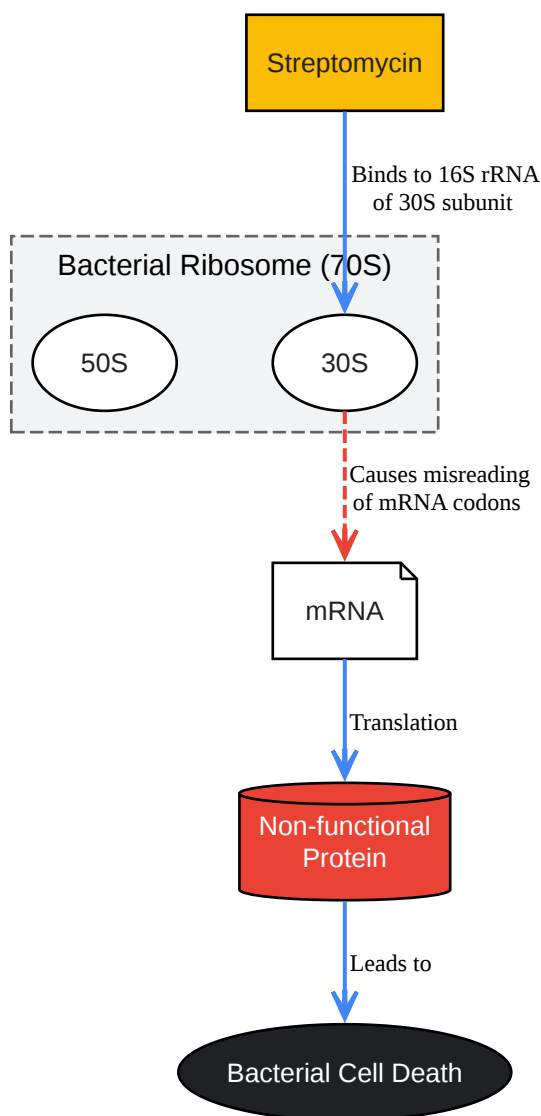 Streptomycin
Binds to 16S rRNA
of 30S subunit
Bacterial Ribosome (70S)
50S
30S
Causes misreading
of mRNA codons
mRNA
Translation
Non-functional
Protein
Leads to
Bacterial Cell Death